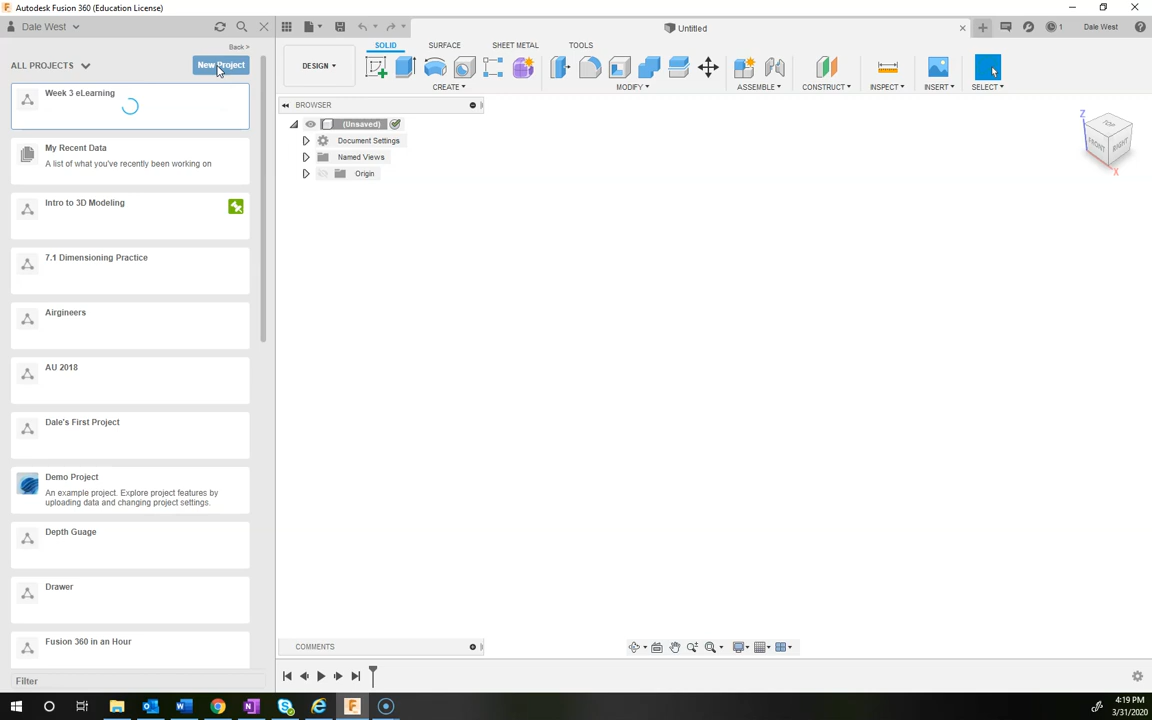 Autodesk Fusion 360 (Education License)
Dale West
Untitled
1
Dale West
Back >
ALL PROJECTS
New Project
Week 3 eLearning
My Recent Data
A list of what you've recently been working on
Intro to 3D Modeling
7.1 Dimensioning Practice
Airgineers
AU 2018
Dale's First Project
Demo Project
An example project. Explore project features by
uploading data and changing project settings.
Depth Guage
Drawer
Fusion 360 in an Hour
Filter
DESIGN
SOLID
SURFACE
SHEET METAL
TOOLS
CREATE
MODIFY
ASSEMBLE
CONSTRUCT
INSPECT
INSERT
SELECT
BROWSER
(Unsaved)
Document Settings
Named Views
Origin
Z
TOP
FRONT
RIGHT
X
COMMENTS
4:19 PM
3/31/2020